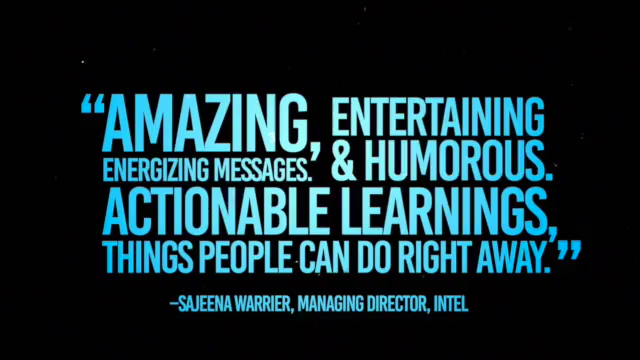 “AMAZING,
ENERGIZING MESSAGES.’
ENTERTAINING
& HUMOROUS.
ACTIONABLE LEARNINGS,
THINGS PEOPLE CAN DO RIGHT AWAY.”
–SAJEENA WARRIER, MANAGING DIRECTOR, INTEL